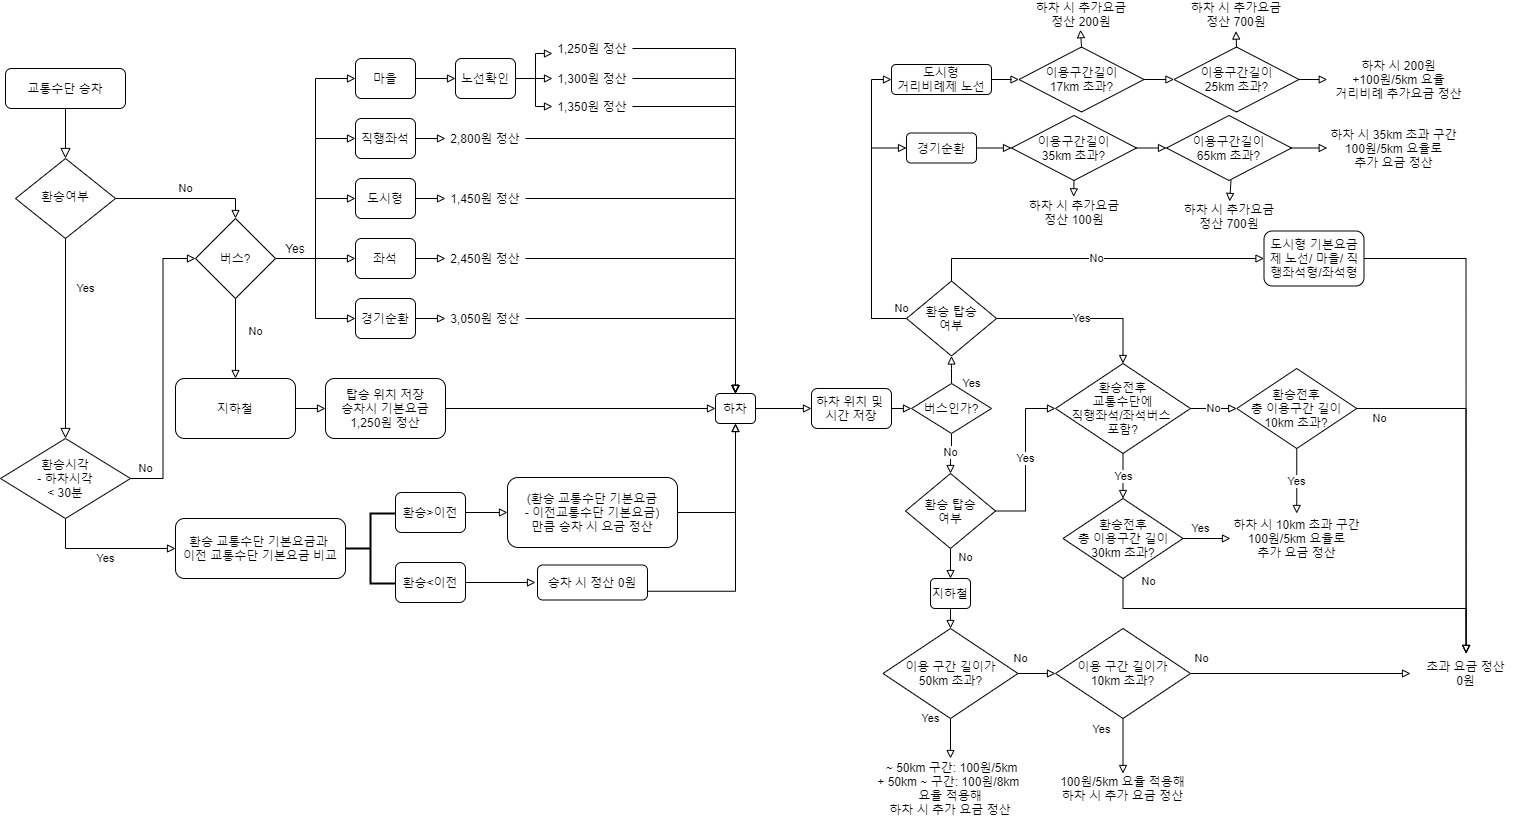 교통수단 승차
환승여부
No
Yes
버스?
Yes
No
마을
노선확인
1,250원 정산
1,300원 정산
1,350원 정산
직행좌석
2,800원 정산
도시형
1,450원 정산
좌석
2,450원 정산
경기순환
3,050원 정산
지하철
탑승 위치 저장
승차시 기본요금
1,250원 정산
환승시각
- 하차시각
< 30분
No
Yes
환승 교통수단 기본요금과
이전 교통수단 기본요금 비교
환승>이전
(환승 교통수단 기본요금
- 이전교통수단 기본요금)
만큼 승차 시 요금 정산
환승<이전
승차 시 정산 0원
하차
하차 위치 및
시간 저장
버스인가?
Yes
No
환승 탑승
여부
No
Yes
도시형
거리비례제 노선
이용구간길이
17km 초과?
하차 시 추가요금
정산 200원
이용구간길이
25km 초과?
하차 시 추가요금
정산 700원
하차 시 200원
+100원/5km 요율
거리비례 추가요금 정산
경기순환
이용구간길이
35km 초과?
하차 시 추가요금
정산 100원
이용구간길이
65km 초과?
하차 시 추가요금
정산 700원
하차 시 35km 초과 구간
100원/5km 요율로
추가 요금 정산
No
도시형 기본요금
제 노선/ 마을/ 직
행좌석형/좌석형
환승전후
교통수단에
직행좌석/좌석버스
포함?
No
Yes
환승전후
총 이용구간 길이
10km 초과?
No
Yes
하차 시 10km 초과 구간
100원/5km 요율로
추가 요금 정산
환승전후
총 이용구간 길이
30km 초과?
Yes
No
환승 탑승
여부
Yes
No
지하철
이용 구간 길이가
50km 초과?
No
Yes
~ 50km 구간: 100원/5km
+ 50km ~ 구간: 100원/8km
요율 적용해
하차 시 추가 요금 정산
이용 구간 길이가
10km 초과?
No
Yes
100원/5km 요율 적용해
하차 시 추가 요금 정산
초과 요금 정산
0원